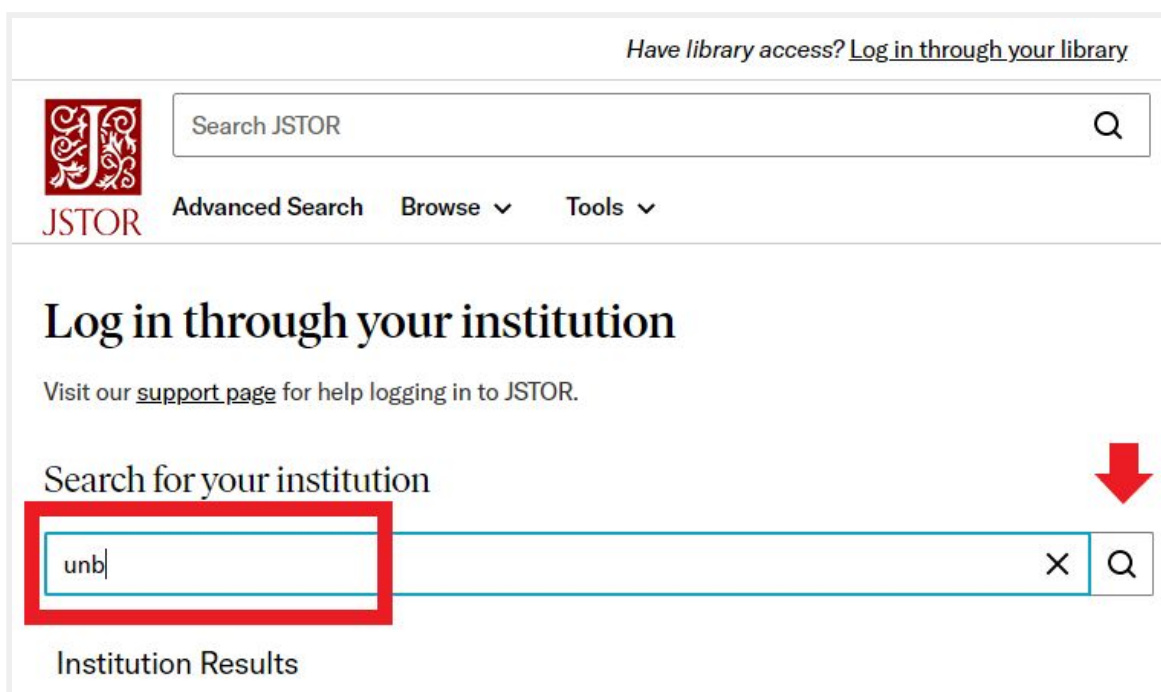 Have library access? Log in through your library
Search JSTOR
JSTOR
Advanced Search Browse Tools
Log in through your institution
Visit our support page for help logging in to JSTOR.
Search for your institution
unb
Institution Results